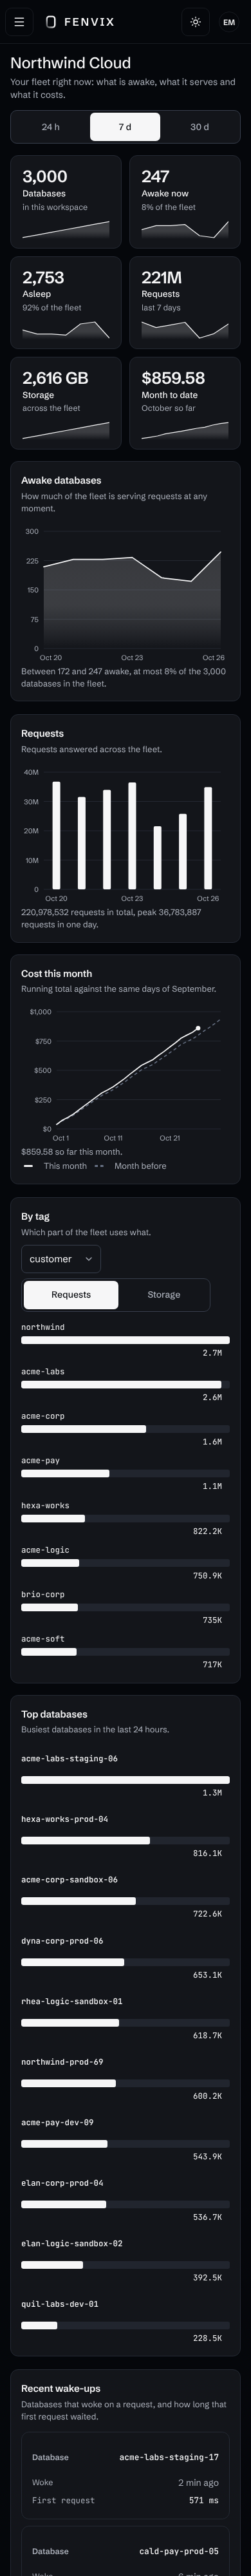 FENVIX
EM
Northwind Cloud
Your fleet right now: what is awake, what it serves and
what it costs.
24 h
7 d
30 d
3,000
Databases
in this workspace
247
Awake now
8% of the fleet
2,753
Asleep
92% of the fleet
221M
Requests
last 7 days
2,616 GB
Storage
across the fleet
$859.58
Month to date
October so far
Awake databases
How much of the fleet is serving requests at any
moment.
300
225
150
75
0
Oct 20
Oct 23
Oct 26
Between 172 and 247 awake, at most 8% of the 3,000
databases in the fleet.
Requests
Requests answered across the fleet.
40M
30M
20M
10M
0
Oct 20
Oct 23
Oct 26
220,978,532 requests in total, peak 36,783,887
requests in one day.
Cost this month
Running total against the same days of September.
$1,000
$750
$500
$250
$0
Oct 1
Oct 11
Oct 21
$859.58 so far this month.
This month
Month before
By tag
Which part of the fleet uses what.
customer
Requests
Storage
northwind
2.7M
acme-labs
2.6M
acme-corp
1.6M
acme-pay
1.1M
hexa-works
822.2K
acme-logic
750.9K
brio-corp
735K
acme-soft
717K
Top databases
Busiest databases in the last 24 hours.
acme-labs-staging-06
1.3M
hexa-works-prod-04
816.1K
acme-corp-sandbox-06
722.6K
dyna-corp-prod-06
653.1K
rhea-logic-sandbox-01
618.7K
northwind-prod-69
600.2K
acme-pay-dev-09
543.9K
elan-corp-prod-04
536.7K
elan-logic-sandbox-02
392.5K
quil-labs-dev-01
228.5K
Recent wake-ups
Databases that woke on a request, and how long that
first request waited.
Database
acme-labs-staging-17
Woke
2 min ago
First request
571 ms
Database
cald-pay-prod-05